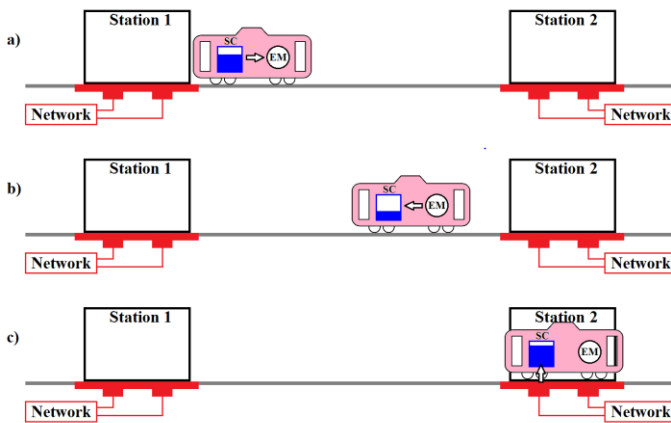 a)
Station 1
SC
EM
Station 2
Network
Network
b)
Station 1
SC
EM
Station 2
Network
Network
c)
Station 1
Station 2
SC
EM
Network
Network